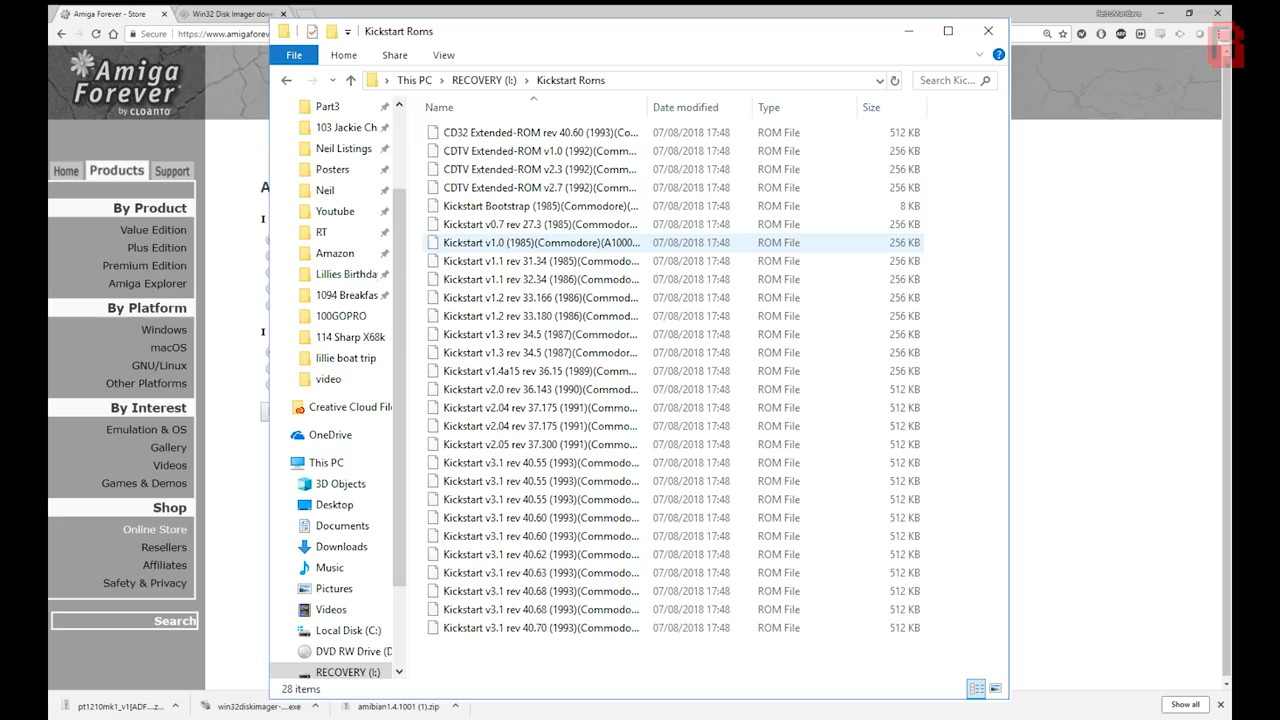 Amiga Forever - Store
Win32 Disk Imager dow
RetroManCave
Secure
https://www.amigaforev
Amiga
Forever
by CLOANTO
Home
Products
Support
By Product
Value Edition
Plus Edition
Premium Edition
Amiga Explorer
By Platform
Windows
macOS
GNU/Linux
Other Platforms
By Interest
Emulation & OS
Gallery
Videos
Games & Demos
Shop
Online Store
Resellers
Affiliates
Safety & Privacy
Search
Kickstart Roms
File
Home
Share
View
This PC
RECOVERY (I:)
Kickstart Roms
Search Kic...
Part3
103 Jackie Ch
Neil Listings
Posters
Neil
Youtube
RT
Amazon
Lillies Birthda
1094 Breakfas
100GOPRO
114 Sharp X68k
lillie boat trip
video
Creative Cloud Fil
OneDrive
This PC
3D Objects
Desktop
Documents
Downloads
Music
Pictures
Videos
Local Disk (C:)
DVD RW Drive (D
RECOVERY (I:)
Name Date modified Type Size
CD32 Extended-ROM rev 40.60 (1993)(Co... 07/08/2018 17:48 ROM File 512 KB
CDTV Extended-ROM v1.0 (1992)(Comm... 07/08/2018 17:48 ROM File 256 KB
CDTV Extended-ROM v2.3 (1992)(Comm... 07/08/2018 17:48 ROM File 256 KB
CDTV Extended-ROM v2.7 (1992)(Comm... 07/08/2018 17:48 ROM File 256 KB
Kickstart Bootstrap (1985)(Commodore)(... 07/08/2018 17:48 ROM File 8 KB
Kickstart v0.7 rev 27.3 (1985)(Commodor... 07/08/2018 17:48 ROM File 256 KB
Kickstart v1.0 (1985)(Commodore)(A1000... 07/08/2018 17:48 ROM File 256 KB
Kickstart v1.1 rev 31.34 (1985)(Commodo... 07/08/2018 17:48 ROM File 256 KB
Kickstart v1.1 rev 32.34 (1986)(Commodo... 07/08/2018 17:48 ROM File 256 KB
Kickstart v1.2 rev 33.166 (1986)(Commod... 07/08/2018 17:48 ROM File 256 KB
Kickstart v1.2 rev 33.180 (1986)(Commod... 07/08/2018 17:48 ROM File 256 KB
Kickstart v1.3 rev 34.5 (1987)(Commodor... 07/08/2018 17:48 ROM File 256 KB
Kickstart v1.3 rev 34.5 (1987)(Commodo... 07/08/2018 17:48 ROM File 256 KB
Kickstart v1.4a15 rev 36.15 (1989)(Comm... 07/08/2018 17:48 ROM File 256 KB
Kickstart v2.0 rev 36.143 (1990)(Commod... 07/08/2018 17:48 ROM File 512 KB
Kickstart v2.04 rev 37.175 (1991)(Commo... 07/08/2018 17:48 ROM File 512 KB
Kickstart v2.04 rev 37.175 (1991)(Commo... 07/08/2018 17:48 ROM File 512 KB
Kickstart v2.05 rev 37.300 (1991)(Commo... 07/08/2018 17:48 ROM File 512 KB
Kickstart v3.1 rev 40.55 (1993)(Commodo... 07/08/2018 17:48 ROM File 512 KB
Kickstart v3.1 rev 40.55 (1993)(Commodo... 07/08/2018 17:48 ROM File 512 KB
Kickstart v3.1 rev 40.55 (1993)(Commodo... 07/08/2018 17:48 ROM File 512 KB
Kickstart v3.1 rev 40.60 (1993)(Commodo... 07/08/2018 17:48 ROM File 512 KB
Kickstart v3.1 rev 40.60 (1993)(Commodo... 07/08/2018 17:48 ROM File 512 KB
Kickstart v3.1 rev 40.62 (1993)(Commodo... 07/08/2018 17:48 ROM File 512 KB
Kickstart v3.1 rev 40.63 (1993)(Commodo... 07/08/2018 17:48 ROM File 512 KB
Kickstart v3.1 rev 40.68 (1993)(Commodo... 07/08/2018 17:48 ROM File 512 KB
Kickstart v3.1 rev 40.68 (1993)(Commodo... 07/08/2018 17:48 ROM File 512 KB
Kickstart v3.1 rev 40.70 (1993)(Commodo... 07/08/2018 17:48 ROM File 512 KB
28 items
pt1210mk1_v1[ADF...z...
win32diskimager-....exe
amibian1.4.1001 (1).zip
Show all